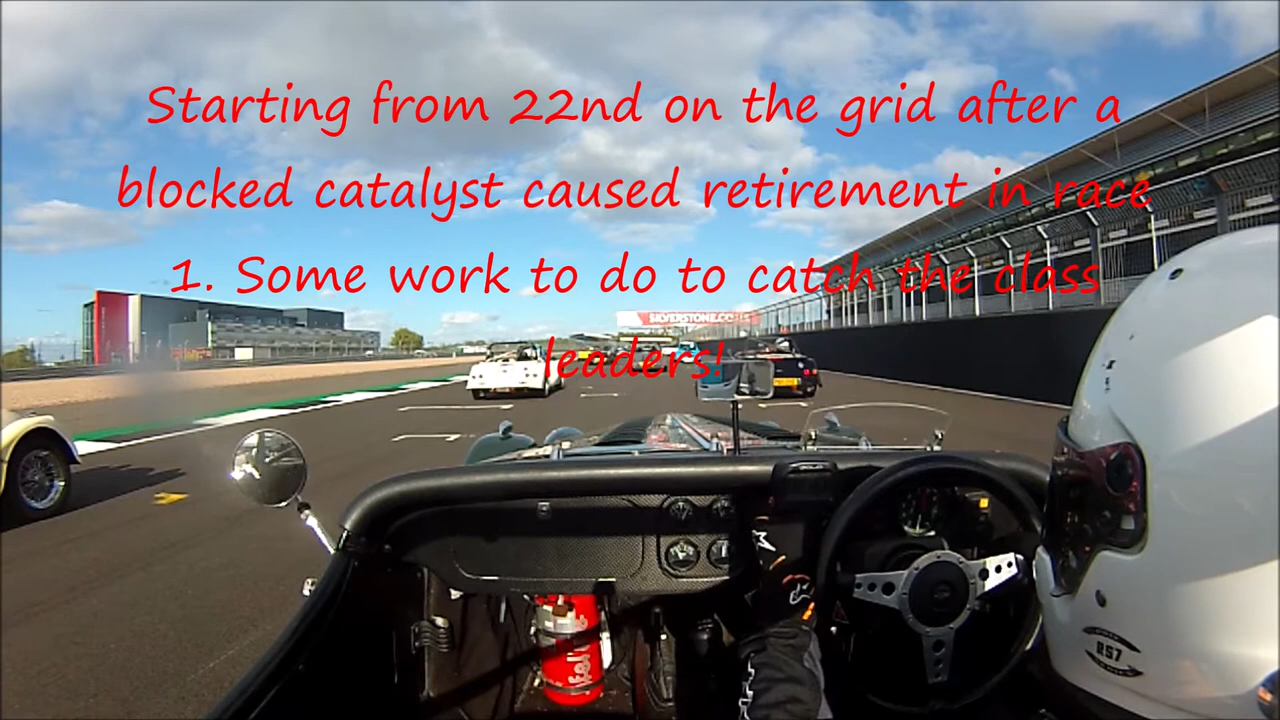 Starting from 22nd on the grid after a
blocked catalyst caused retirement in race
1. Some work to do to catch the class
leaders!
SILVERSTONE.CO
RS7